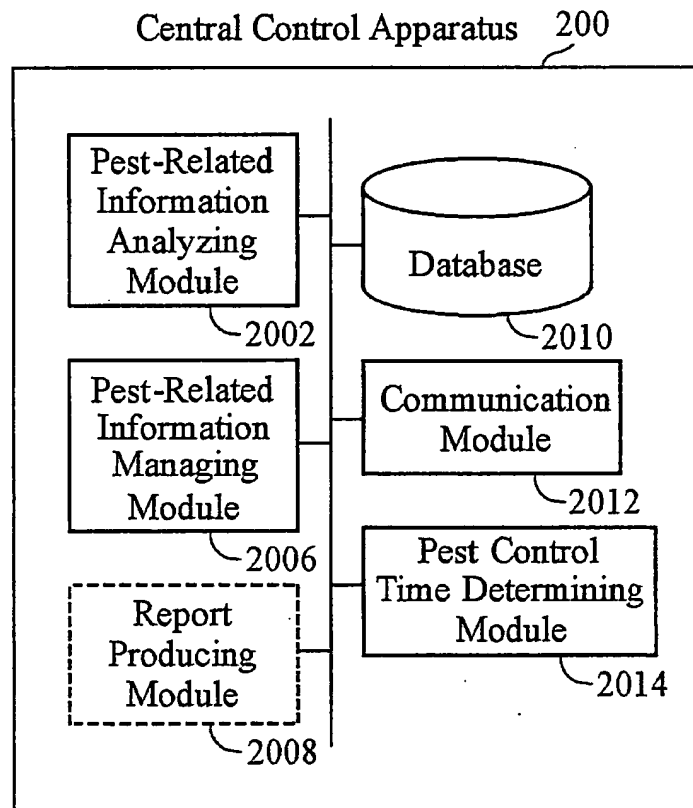 Central Control Apparatus 200
Pest-Related
Information
Analyzing
Module
2002
Database
2010
Pest-Related
Information
Managing
Module
2006
Communication
Module
2012
Report
Producing
Module
2008
Pest Control
Time Determining
Module
2014